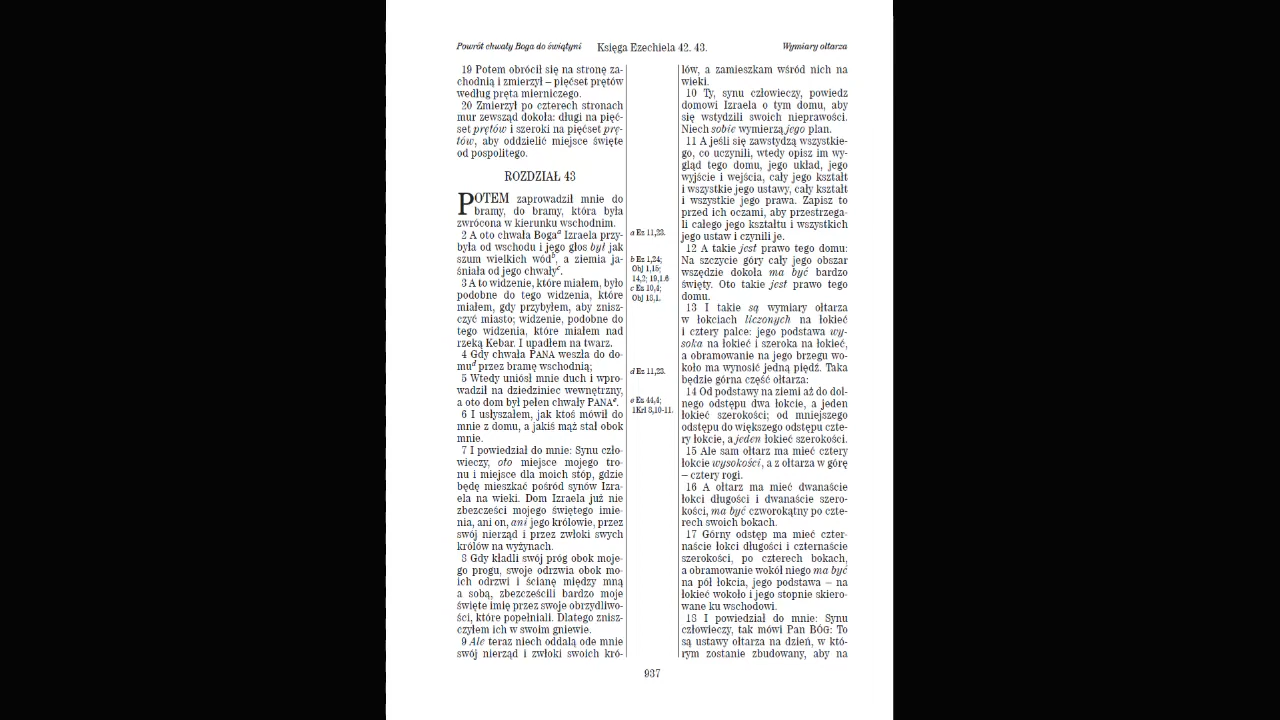 Powrót chwały Boga do świątyni
Księga Ezechiela 42. 43.
Wymiary ołtarza
19 Potem obrócił się na stronę za-
chodnią i zmierzył – pięćset prętów
według pręta mierniczego.
20 Zmierzył po czterech stronach
mur zewsząd dokoła: długi na pięć-
set prętów i szeroki na pięćset prę-
tów, aby oddzielić miejsce święte
od pospolitego.
ROZDZIAŁ 43
POTEM zaprowadził mnie do
bramy, do bramy, która była
zwrócona w kierunku wschodnim.
2 A oto chwała Bogaa Izraela przy-
była od wschodu i jego głos był jak
szum wielkich wódb, a ziemia ja-
śniała od jego chwałyc.
3 A to widzenie, które miałem, było
podobne do tego widzenia, które
miałem, gdy przybyłem, aby znisz-
czyć miasto; widzenie, podobne do
tego widzenia, które miałem nad
rzeką Kebar. I upadłem na twarz.
4 Gdy chwała PANA weszła do do-
mud przez bramę wschodnią;
5 Wtedy uniósł mnie duch i wpro-
wadził na dziedziniec wewnętrzny,
a oto dom był pełen chwały PANAe.
6 I usłyszałem, jak ktoś mówił do
mnie z domu, a jakiś mąż stał obok
mnie.
7 I powiedział do mnie: Synu czło-
wieczy, oto miejsce mojego tro-
nu i miejsce dla moich stóp, gdzie
będę mieszkać pośród synów Izra-
ela na wieki. Dom Izraela już nie
zbezcześci mojego świętego imie-
nia, ani on, ani jego królowie, przez
swój nierząd i przez zwłoki swych
królów na wyżynach.
8 Gdy kładli swój próg obok moje-
go progu, swoje odrzwia obok mo-
ich odrzwi i ścianę między mną
a sobą, zbezcześcili bardzo moje
święte imię przez swoje obrzydliwo-
ści, które popełniali. Dlatego znisz-
czyłem ich w swoim gniewie.
9 Ale teraz niech oddalą ode mnie
swój nierząd i zwłoki swoich kró-
a Ez 11,23.
b Ez 1,24;
Obj 1,15;
14,2; 19,1.6
c Ez 10,4;
Obj 18,1.
d Ez 11,23.
e Ez 44,4;
1Krl 8,10-11.
lów, a zamieszkam wśród nich na
wieki.
10 Ty, synu człowieczy, powiedz
domowi Izraela o tym domu, aby
się wstydzili swoich nieprawości.
Niech sobie wymierzą jego plan.
11 A jeśli się zawstydzą wszystkie-
go, co uczynili, wtedy opisz im wy-
gląd tego domu, jego układ, jego
wyjście i wejścia, cały jego kształt
i wszystkie jego ustawy, cały kształt
i wszystkie jego prawa. Zapisz to
przed ich oczami, aby przestrzega-
li całego jego kształtu i wszystkich
jego ustaw i czynili je.
12 A takie jest prawo tego domu:
Na szczycie góry cały jego obszar
wszędzie dokoła ma być bardzo
święty. Oto takie jest prawo tego
domu.
13 I takie są wymiary ołtarza
w łokciach liczonych na łokieć
i cztery palce: jego podstawa wy-
soka na łokieć i szeroka na łokieć,
a obramowanie na jego brzegu wo-
koło ma wynosić jedną piędź. Taka
będzie górna część ołtarza:
14 Od podstawy na ziemi aż do dol-
nego odstępu dwa łokcie, a jeden
łokieć szerokości; od mniejszego
odstępu do większego odstępu czte-
ry łokcie, a jeden łokieć szerokości.
15 Ale sam ołtarz ma mieć cztery
łokcie wysokości, a z ołtarza w górę
– cztery rogi.
16 A ołtarz ma mieć dwanaście
łokci długości i dwanaście szero-
kości, ma być czworokątny po czte-
rech swoich bokach.
17 Górny odstęp ma mieć czter-
naście łokci długości i czternaście
szerokości, po czterech bokach,
a obramowanie wokół niego ma być
na pół łokcia, jego podstawa – na
łokieć wokoło i jego stopnie skiero-
wane ku wschodowi.
18 I powiedział do mnie: Synu
człowieczy, tak mówi Pan BÓG: To
są ustawy ołtarza na dzień, w któ-
rym zostanie zbudowany, aby na
937